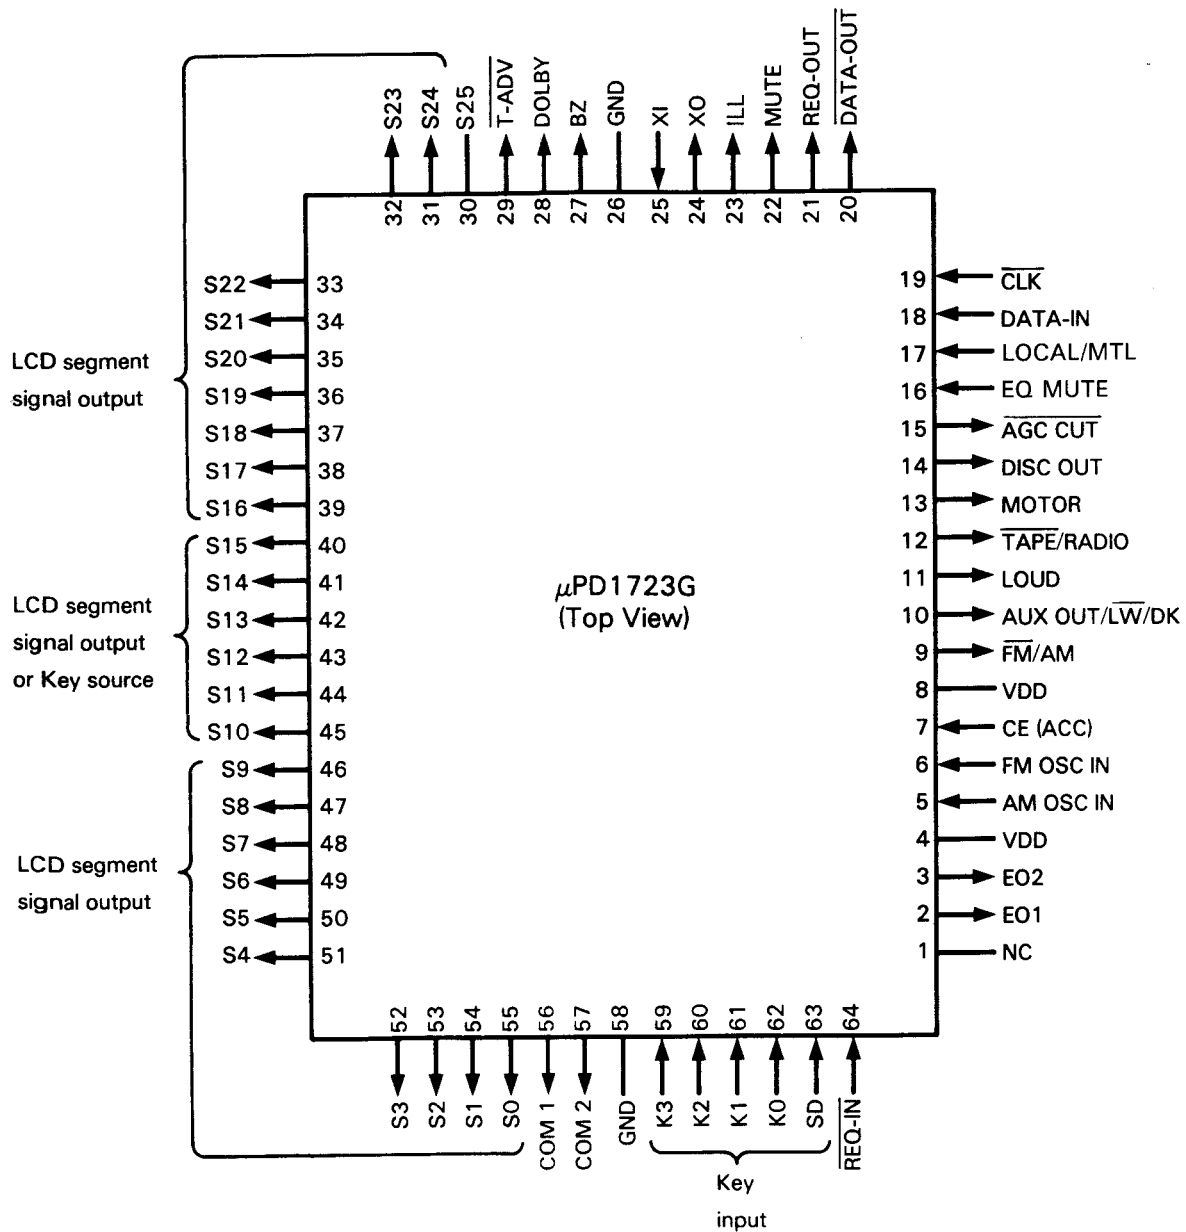 S23
S24
S25
T-ADV
DOLBY
BZ
GND
XI
XO
ILL
MUTE
REQ-OUT
DATA-OUT
32
31
30
29
28
27
26
25
24
23
22
21
20
S22 33
S21 34
S20 35
S19 36
S18 37
S17 38
S16 39
S15 40
S14 41
S13 42
S12 43
S11 44
S10 45
S9 46
S8 47
S7 48
S6 49
S5 50
S4 51
LCD segment
signal output
LCD segment
signal output
or Key source
LCD segment
signal output
μPD1723G
(Top View)
19 CLK
18 DATA-IN
17 LOCAL/MTL
16 EQ MUTE
15 AGC CUT
14 DISC OUT
13 MOTOR
12 TAPE/RADIO
11 LOUD
10 AUX OUT/LW/DK
9 FM/AM
8 VDD
7 CE (ACC)
6 FM OSC IN
5 AM OSC IN
4 VDD
3 EO2
2 EO1
1 NC
52
53
54
55
56
57
58
59
60
61
62
63
64
S3
S2
S1
S0
COM 1
COM 2
GND
K3
K2
K1
K0
SD
REQ-IN
Key
input